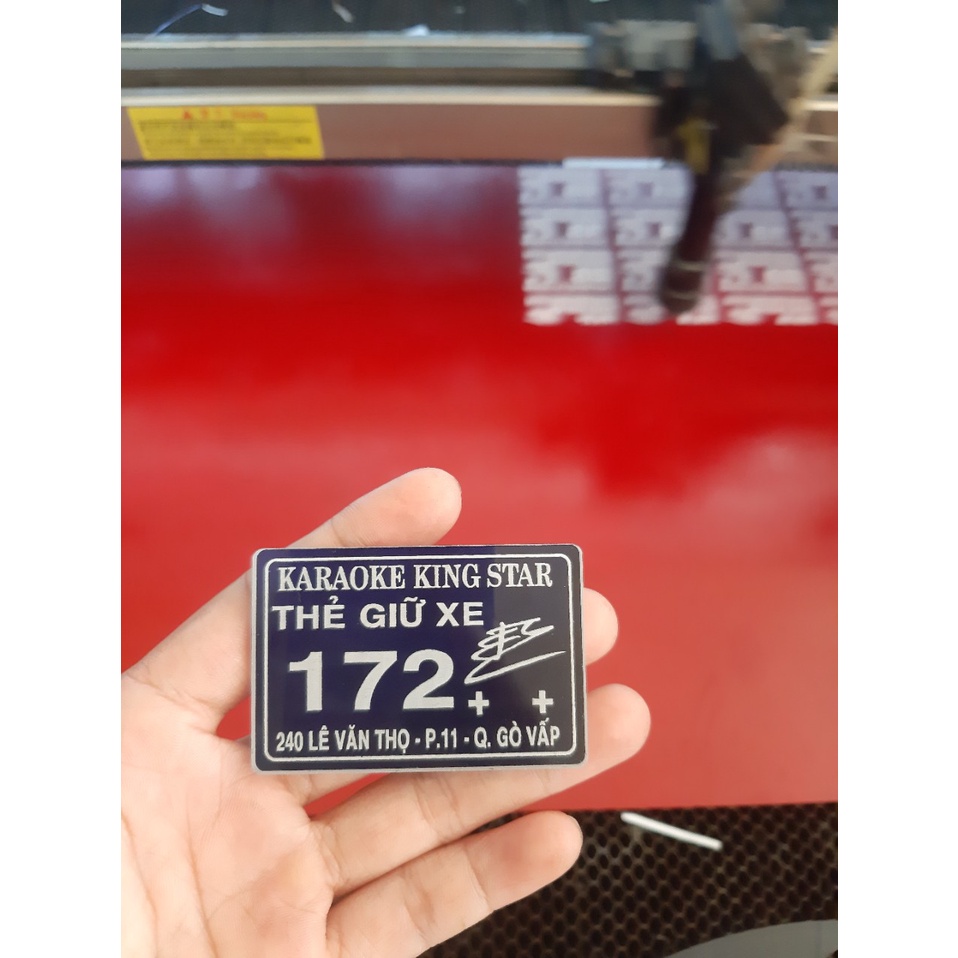 KARAOKE KING STAR
THẺ GIỮ XE
172
+ +
240 LÊ VĂN THỌ - P.11 - Q. GÒ VẤP